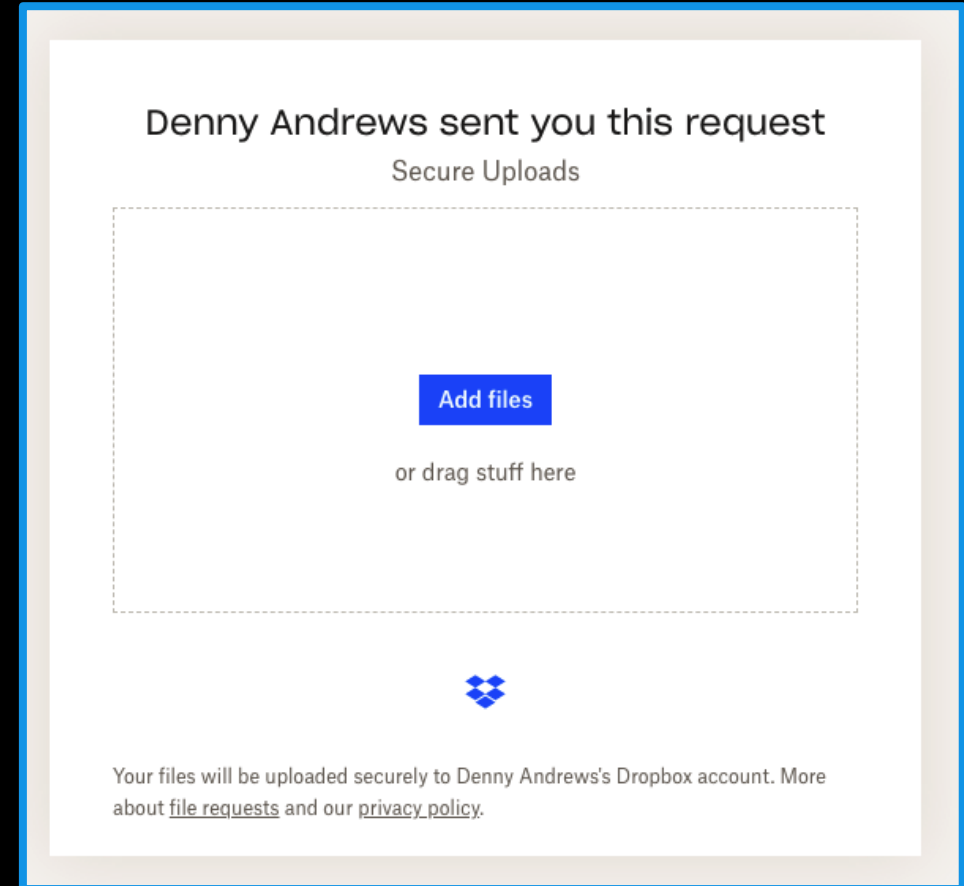 Denny Andrews sent you this request
Secure Uploads
Add files
or drag stuff here
Your files will be uploaded securely to Denny Andrews's Dropbox account. More
about file requests and our privacy policy.